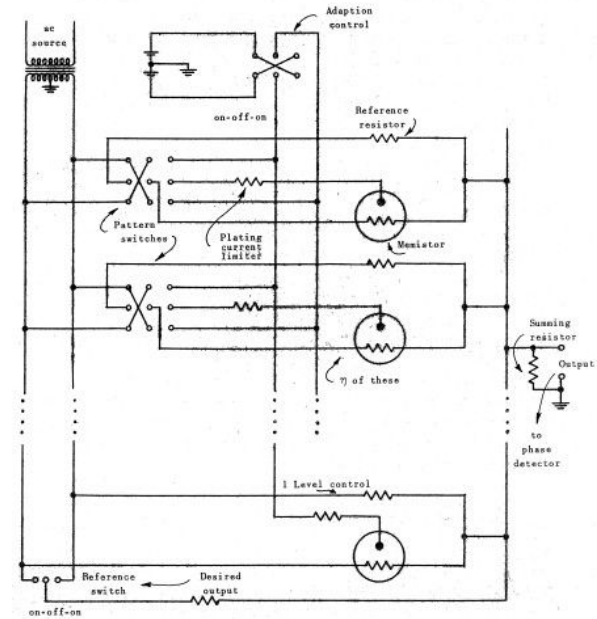 ac
source
Adaption
control
on-off-on
Reference
resistor
Pattern
switches
Plating
current
limiter
Memistor
η of these
Summing
resistor
Output
to
phase
detector
1 Level control
Reference
switch
Desired
output
on-off-on